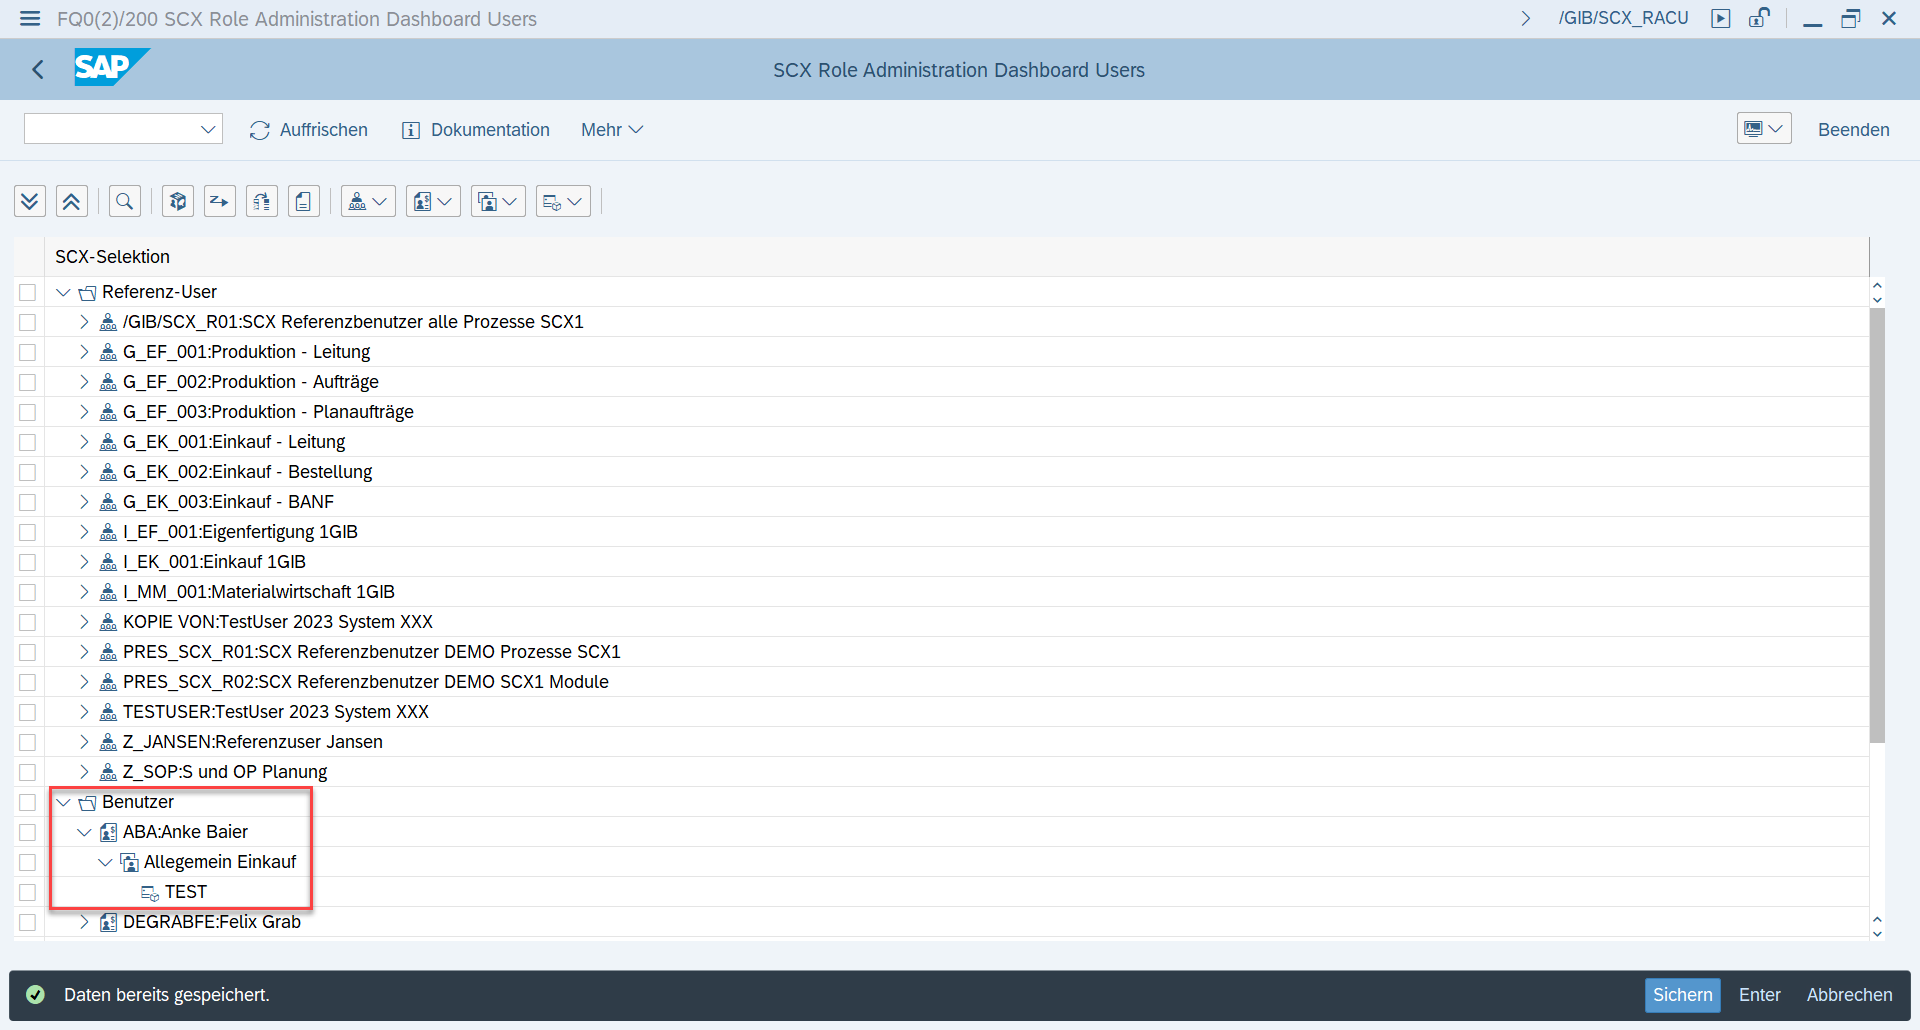 FQ0(2)/200 SCX Role Administration Dashboard Users
/GIB/SCX_RACU
SAP
SCX Role Administration Dashboard Users
Auffrischen
Dokumentation
Mehr
Beenden
SCX-Selektion
Referenz-User
/GIB/SCX_R01:SCX Referenzbenutzer alle Prozesse SCX1
G_EF_001:Produktion - Leitung
G_EF_002:Produktion - Aufträge
G_EF_003:Produktion - Planaufträge
G_EK_001:Einkauf - Leitung
G_EK_002:Einkauf - Bestellung
G_EK_003:Einkauf - BANF
I_EF_001:Eigenfertigung 1GIB
I_EK_001:Einkauf 1GIB
I_MM_001:Materialwirtschaft 1GIB
KOPIE VON:TestUser 2023 System XXX
PRES_SCX_R01:SCX Referenzbenutzer DEMO Prozesse SCX1
PRES_SCX_R02:SCX Referenzbenutzer DEMO SCX1 Module
TESTUSER:TestUser 2023 System XXX
Z_JANSEN:Referenzuser Jansen
Z_SOP:S und OP Planung
Benutzer
ABA:Anke Baier
Allegemein Einkauf
TEST
DEGRABFE:Felix Grab
Daten bereits gespeichert.
Sichern
Enter
Abbrechen